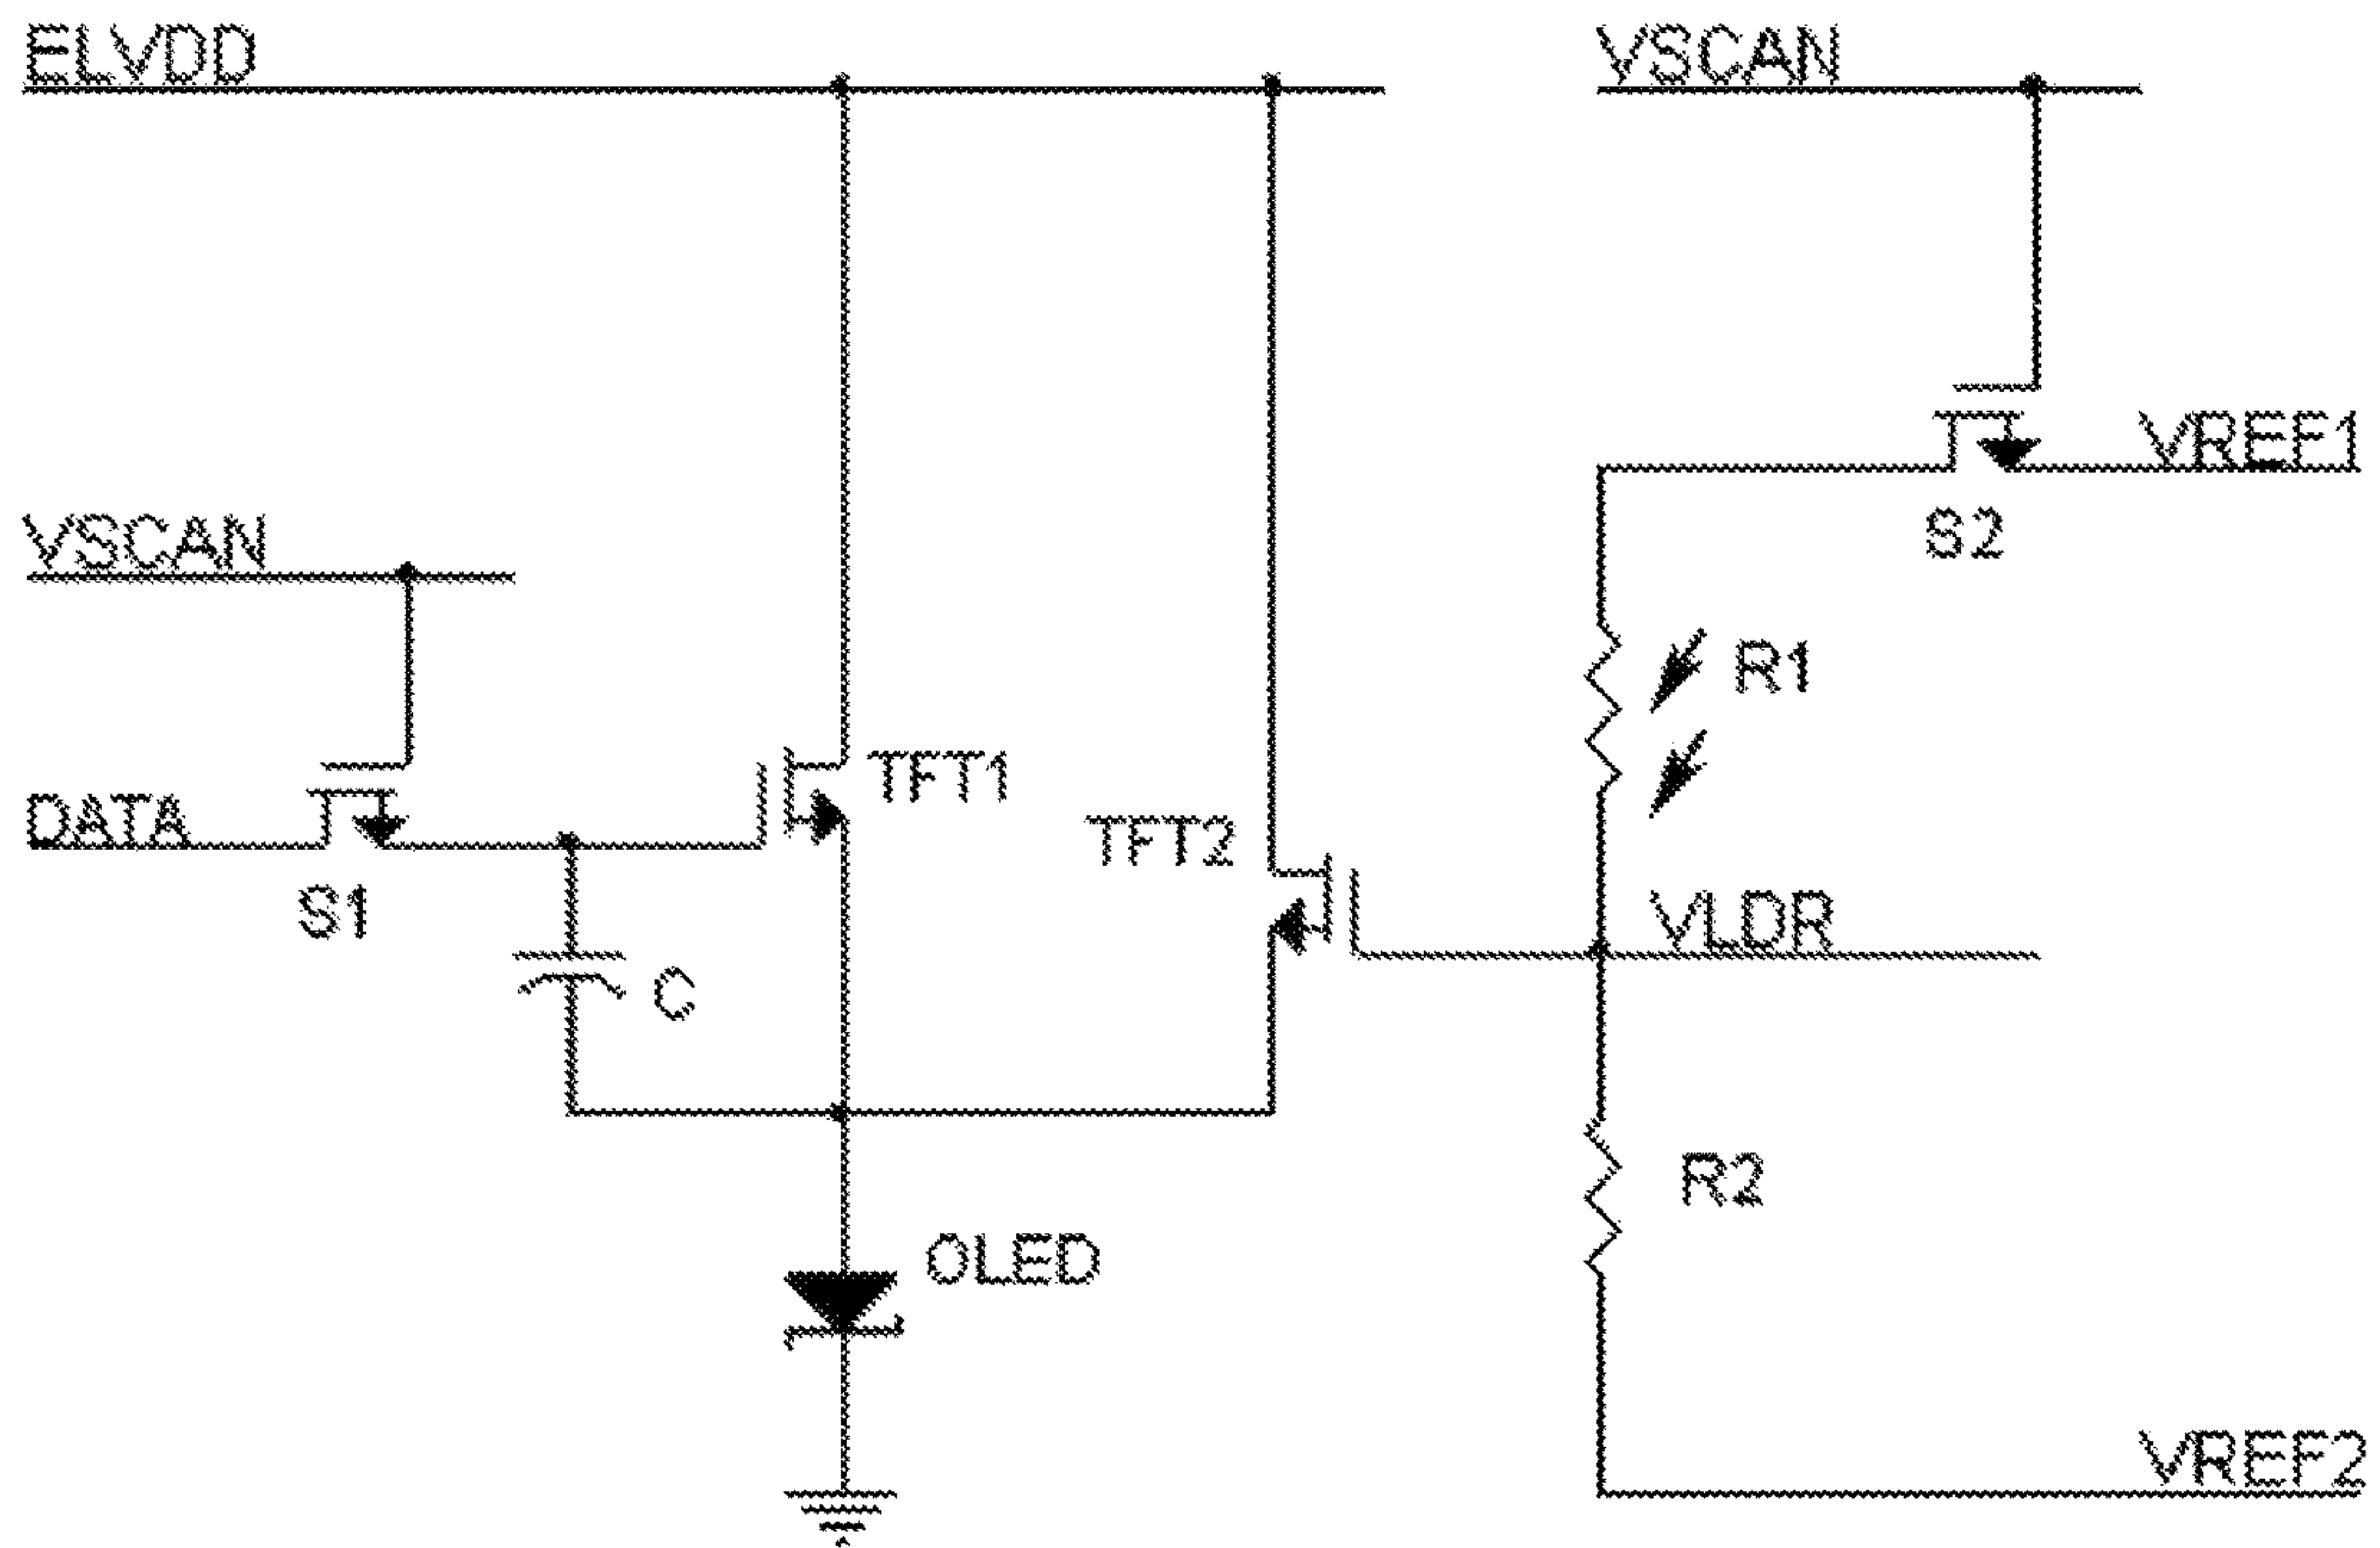 ELVDD
VSCAN
VREF1
S2
VSCAN
R1
TFT1
DATA
TFT2
S1
VLDR
C
R2
OLED
VREF2